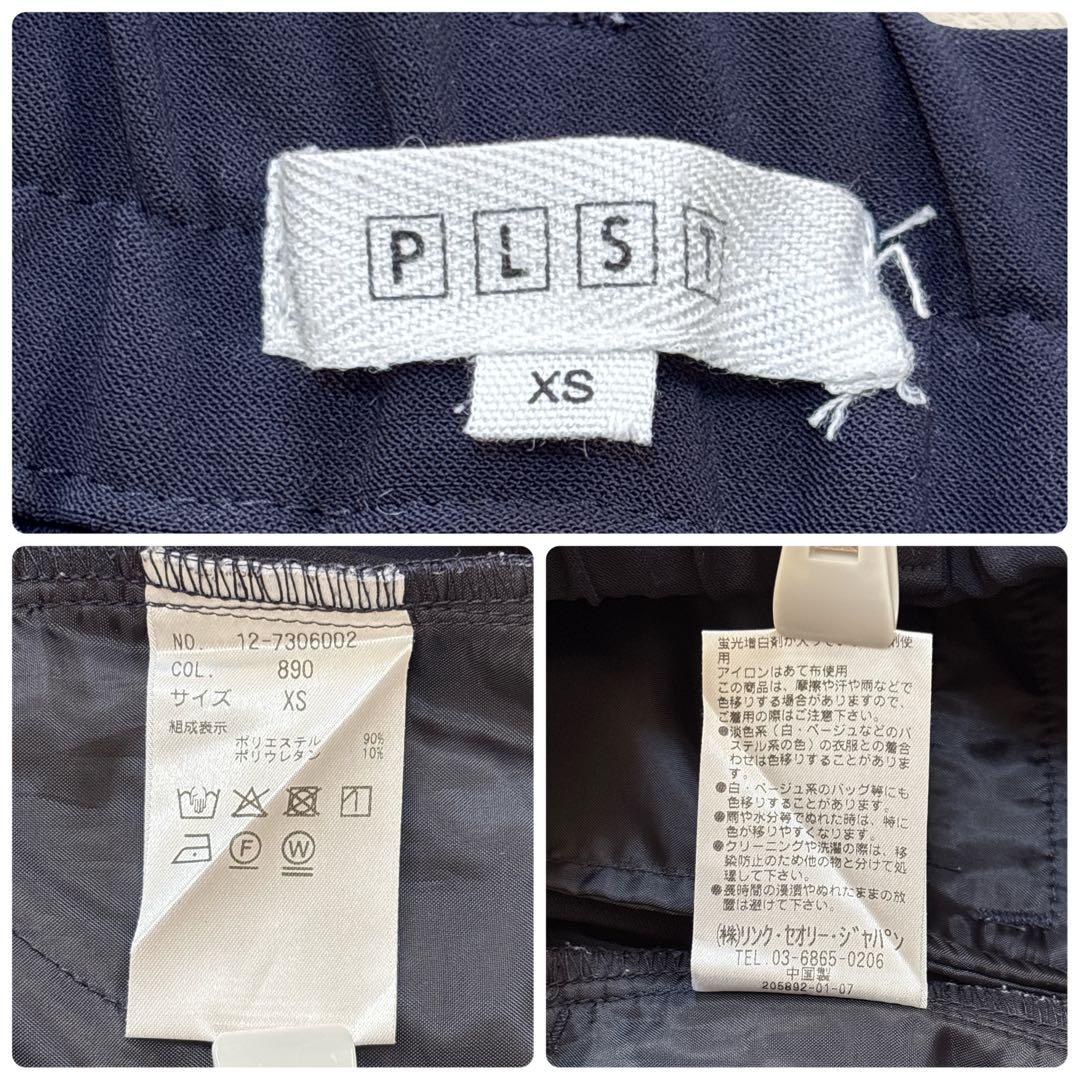 PLST
XS
NO. 12-7306002
COL. 890
サイズ XS
組成表示
ポリエステル 90%
ポリウレタン 10%
F W
蛍光増白剤が入って 剤使
用
アイロンはあて布使用
この商品は、摩擦や汗や雨などで
色移りする場合がありますので、
ご着用の際はご注意下さい。
●淡色系(白・ベージュなどのパ
ステル系の色)の衣服との着合
わせは色移りすることがありま
す。
●白・ベージュ系のバッグ等にも
色移りすることがあります。
●雨や水分等でぬれた時は、特に
色が移りやすくなります。
●クリーニングや洗濯の際は、移
染防止のため他の物と分けて処
理して下さい。
●長時間の浸漬やぬれたままの放
置は避けて下さい。
(株)リンク・セオリー・ジャパン
TEL.03-6865-0206
中国製
205892-01-07